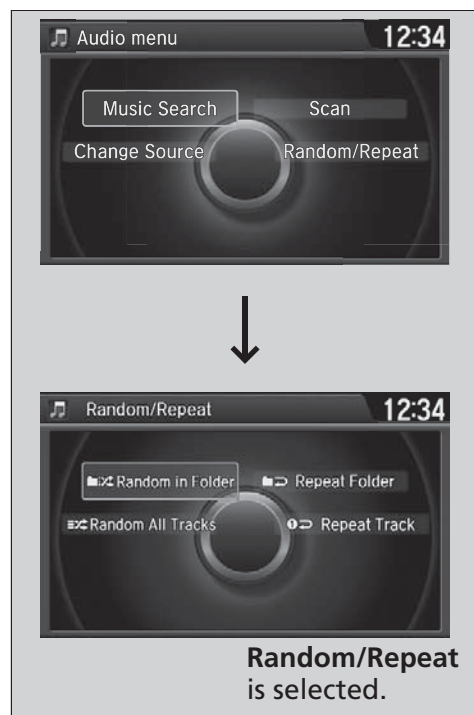 Audio menu 12:34
Music Search Scan
Change Source Random/Repeat
Random/Repeat 12:34
Random in Folder Repeat Folder
Random All Tracks Repeat Track
Random/Repeat
is selected.